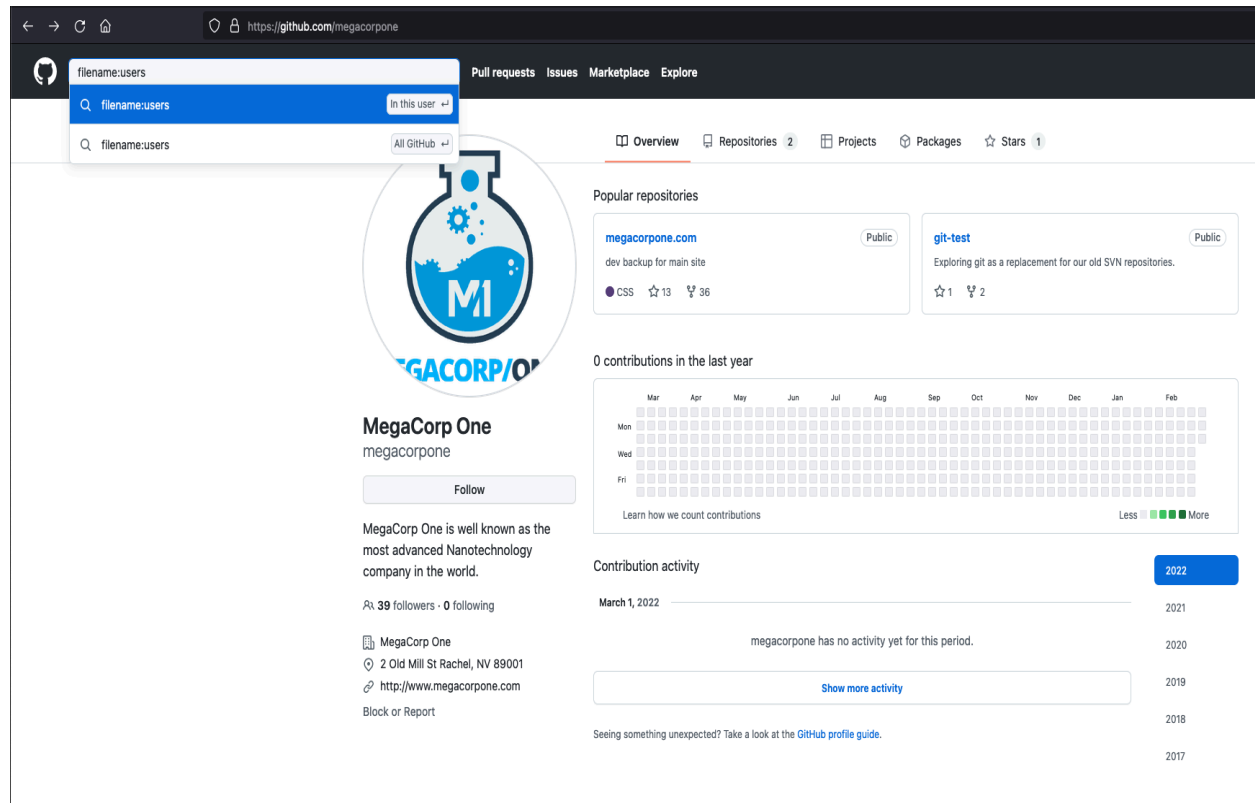 https://github.com/megacorpone
filename:users Pull requests Issues Marketplace Explore
filename:users In this user ↵
filename:users All GitHub ↵
Overview Repositories 2 Projects Packages Stars 1
M1
MEGACORP/ON
MegaCorp One
megacorpone
Follow
MegaCorp One is well known as the
most advanced Nanotechnology
company in the world.
39 followers · 0 following
MegaCorp One
2 Old Mill St Rachel, NV 89001
http://www.megacorpone.com
Block or Report
Popular repositories
megacorpone.com Public
dev backup for main site
CSS 13 36
git-test Public
Exploring git as a replacement for our old SVN repositories.
1 2
0 contributions in the last year
Mar Apr May Jun Jul Aug Sep Oct Nov Dec Jan Feb
Mon
Wed
Fri
Learn how we count contributions Less More
Contribution activity
March 1, 2022
megacorpone has no activity yet for this period.
Show more activity
Seeing something unexpected? Take a look at the GitHub profile guide.
2022
2021
2020
2019
2018
2017